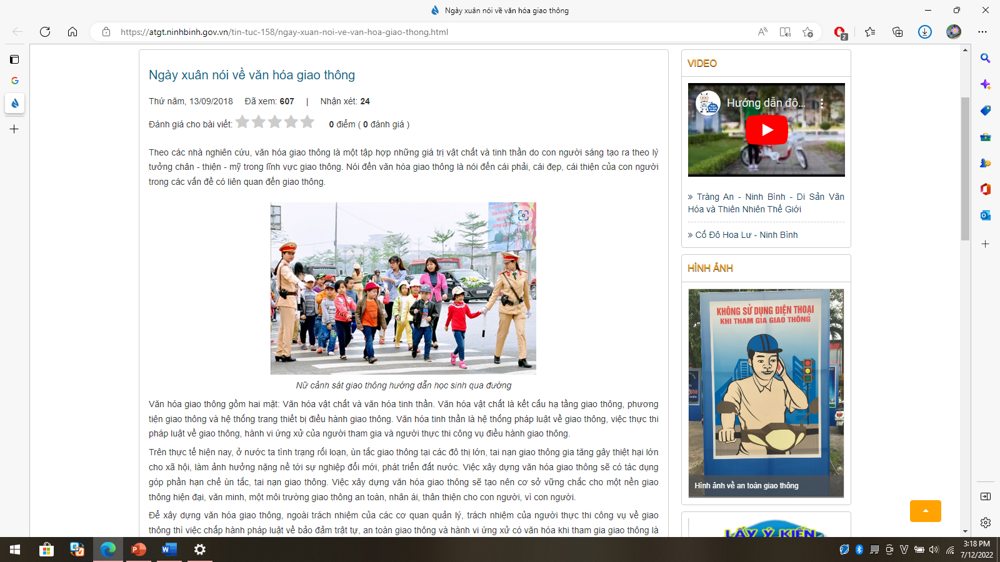 Ngày xuân nói về văn hóa giao thông
https://atgt.ninhbinh.gov.vn/tin-tuc-158/ngay-xuan-noi-ve-van-hoa-giao-thong.html
2
Ngày xuân nói về văn hóa giao thông
Thứ năm, 13/09/2018 Đã xem: 607 | Nhận xét: 24
Đánh giá cho bài viết: 0 điểm ( 0 đánh giá )
Theo các nhà nghiên cứu, văn hóa giao thông là một tập hợp những giá trị vật chất và tinh thần do con người sáng tạo ra theo lý
tưởng chân - thiện - mỹ trong lĩnh vực giao thông. Nói đến văn hóa giao thông là nói đến cái phải, cái đẹp, cái thiện của con người
trong các vấn đề có liên quan đến giao thông.
Nữ cảnh sát giao thông hướng dẫn học sinh qua đường
Văn hóa giao thông gồm hai mặt: Văn hóa vật chất và văn hóa tinh thần. Văn hóa vật chất là kết cấu hạ tầng giao thông, phương
tiện giao thông và hệ thống trang thiết bị điều hành giao thông. Văn hóa tinh thần là hệ thống pháp luật về giao thông, việc thực thi
pháp luật về giao thông, hành vi ứng xử của người tham gia và người thực thi công vụ điều hành giao thông.
Trên thực tế hiện nay, ở nước ta tình trạng rối loạn, ùn tắc giao thông tại các đô thị lớn, tai nạn giao thông gia tăng gây thiệt hại lớn
cho xã hội, làm ảnh hưởng nặng nề tới sự nghiệp đổi mới, phát triển đất nước. Việc xây dựng văn hóa giao thông sẽ có tác dụng
góp phần hạn chế ùn tắc, tai nạn giao thông. Việc xây dựng văn hóa giao thông sẽ tạo nên cơ sở vững chắc cho một nền giao
thông hiện đại, văn minh, một môi trường giao thông an toàn, nhân ái, thân thiện cho con người, vì con người.
Để xây dựng văn hóa giao thông, ngoài trách nhiệm của các cơ quan quản lý, trách nhiệm của người thực thi công vụ về giao
thông thì việc chấp hành pháp luật về bảo đảm trật tự, an toàn giao thông và hành vi ứng xử có văn hóa khi tham gia giao thông là
VIDEO
Hướng dẫn độ...
» Tràng An - Ninh Bình - Di Sản Văn
Hóa và Thiên Nhiên Thế Giới
» Cố Đô Hoa Lư - Ninh Bình
HÌNH ẢNH
KHÔNG SỬ DỤNG ĐIỆN THOẠI
KHI THAM GIA GIAO THÔNG
Hình ảnh về an toàn giao thông
LẤY Ý KIẾN
3:18 PM
7/12/2022